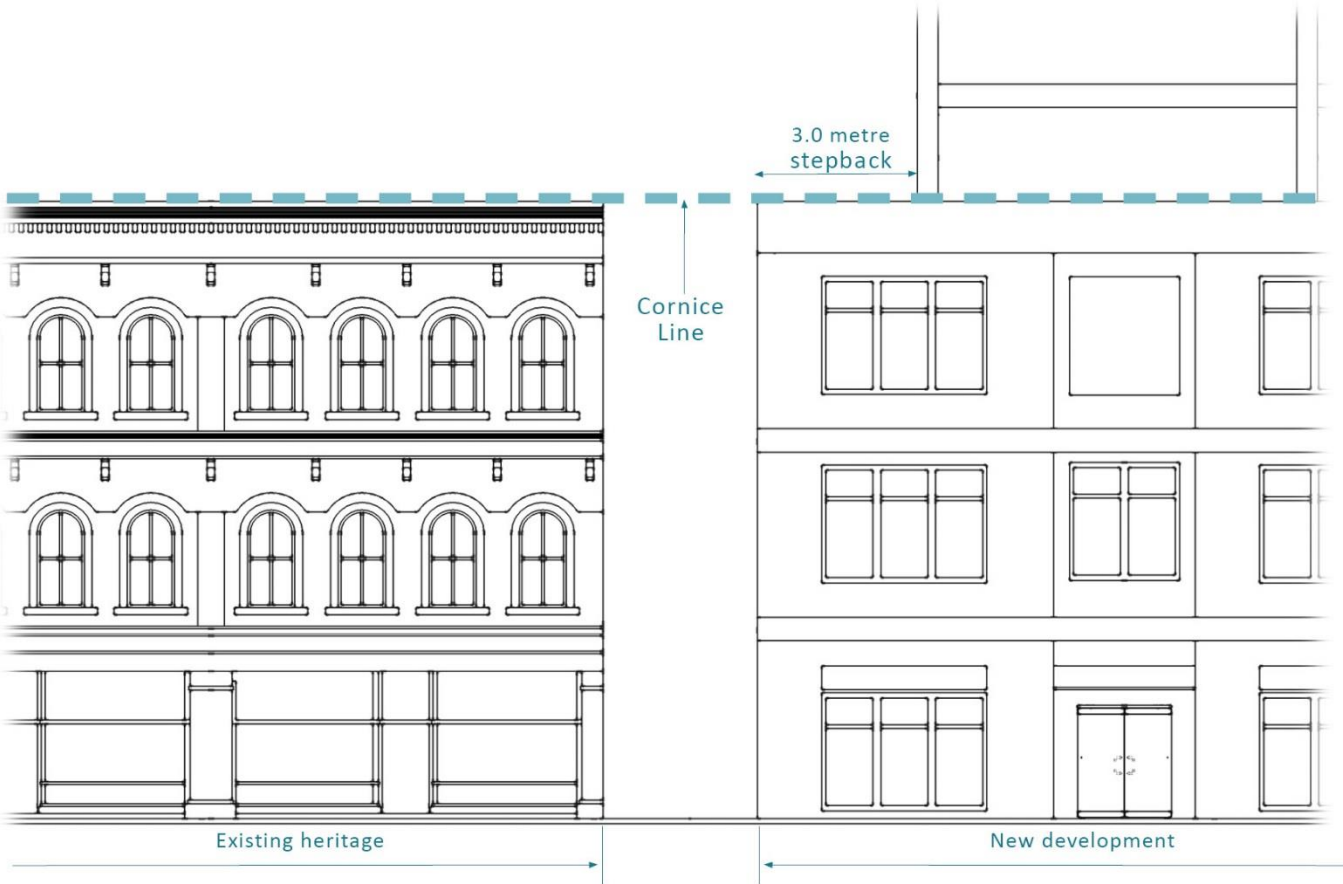 3.0 metre
stepback
Cornice
Line
Existing heritage
New development